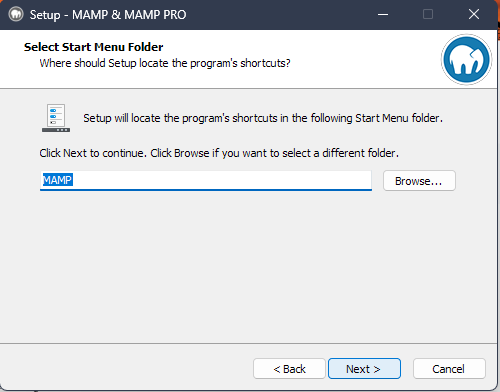 Setup - MAMP & MAMP PRO
Select Start Menu Folder
Where should Setup locate the program's shortcuts?
Setup will locate the program's shortcuts in the following Start Menu folder.
Click Next to continue. Click Browse if you want to select a different folder.
MAMP
Browse...
< Back
Next >
Cancel